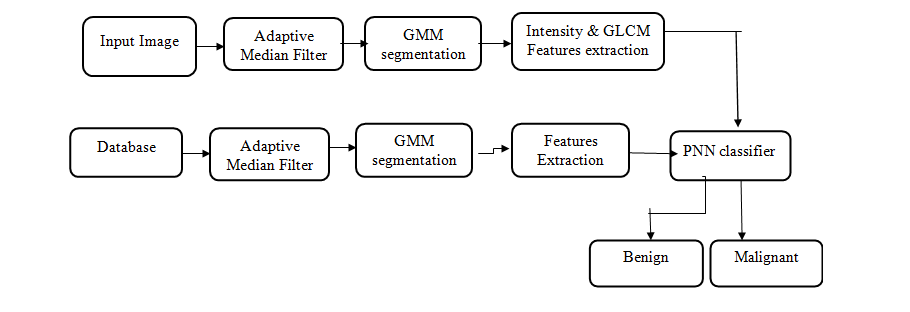 Input Image
Adaptive
Median Filter
GMM
segmentation
Intensity & GLCM
Features extraction
Database
Adaptive
Median Filter
GMM
segmentation
Features
Extraction
PNN classifier
Benign
Malignant